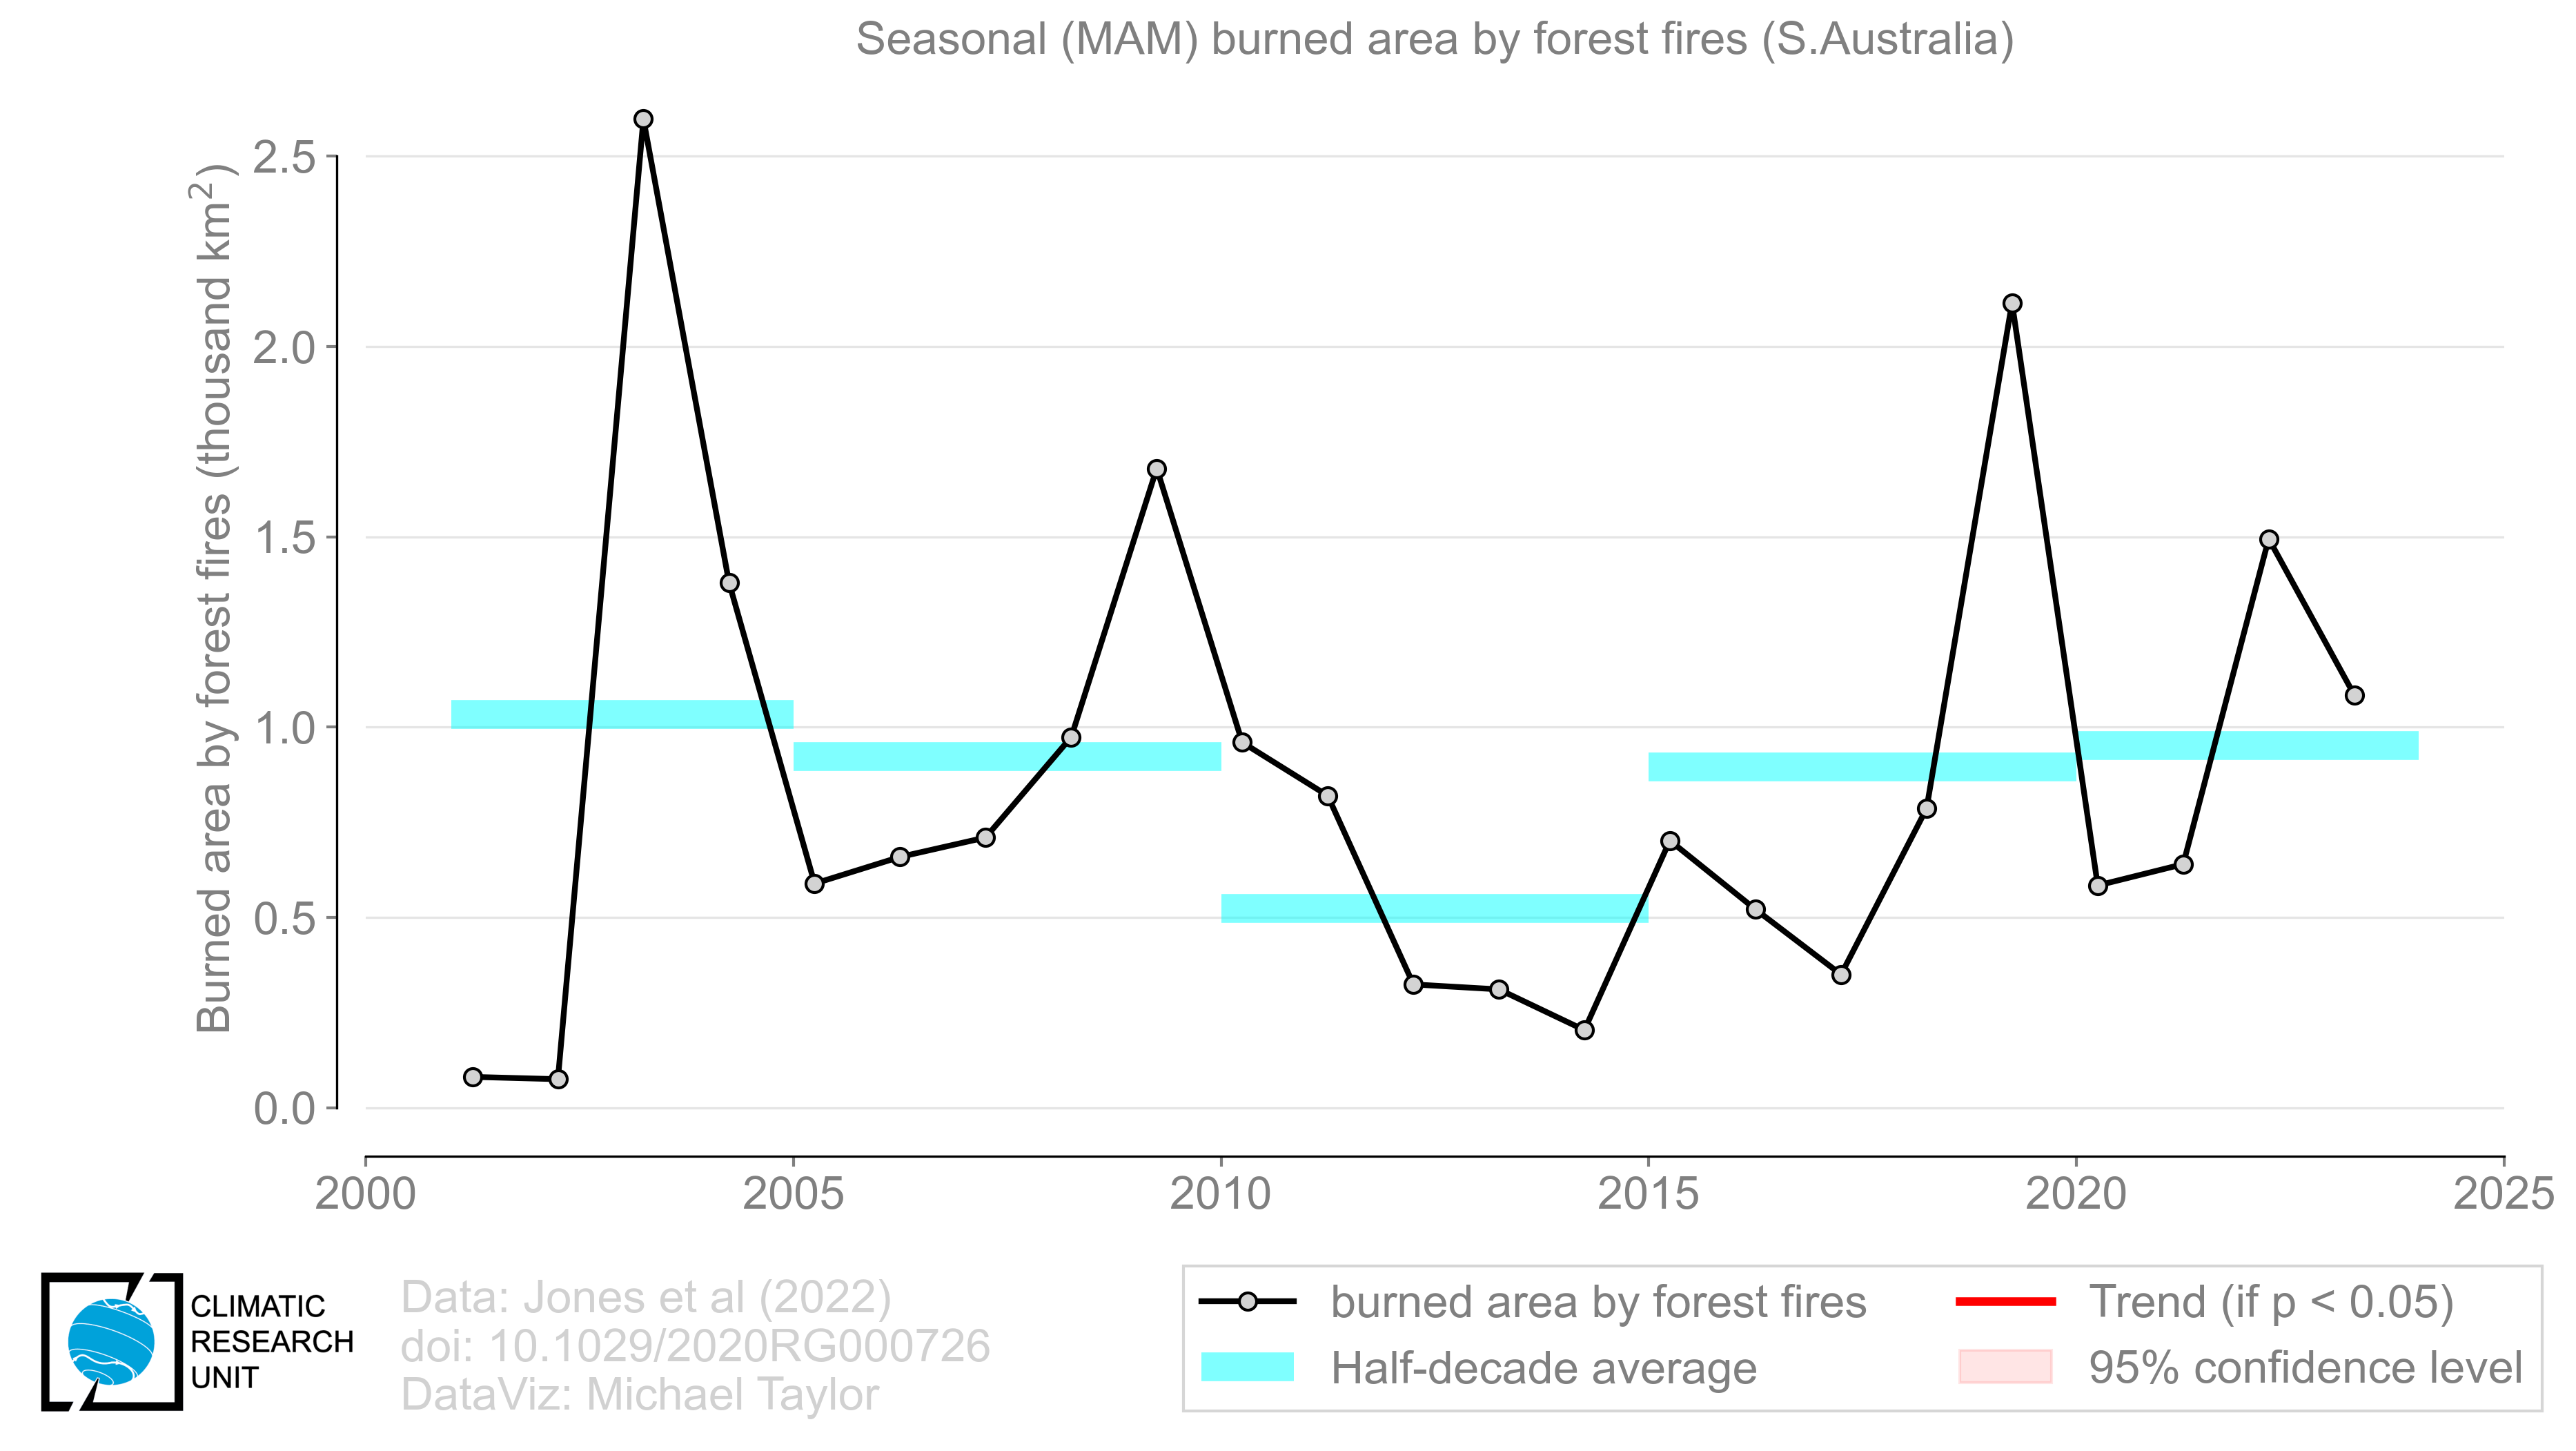 Seasonal (MAM) burned area by forest fires (S.Australia)
Burned area by forest fires (thousand km²)
2.5
2.0
1.5
1.0
0.5
0.0
2000
2005
2010
2015
2020
2025
CLIMATIC
RESEARCH
UNIT
Data: Jones et al (2022)
doi: 10.1029/2020RG000726
DataViz: Michael Taylor
burned area by forest fires
Half-decade average
Trend (if p < 0.05)
95% confidence level